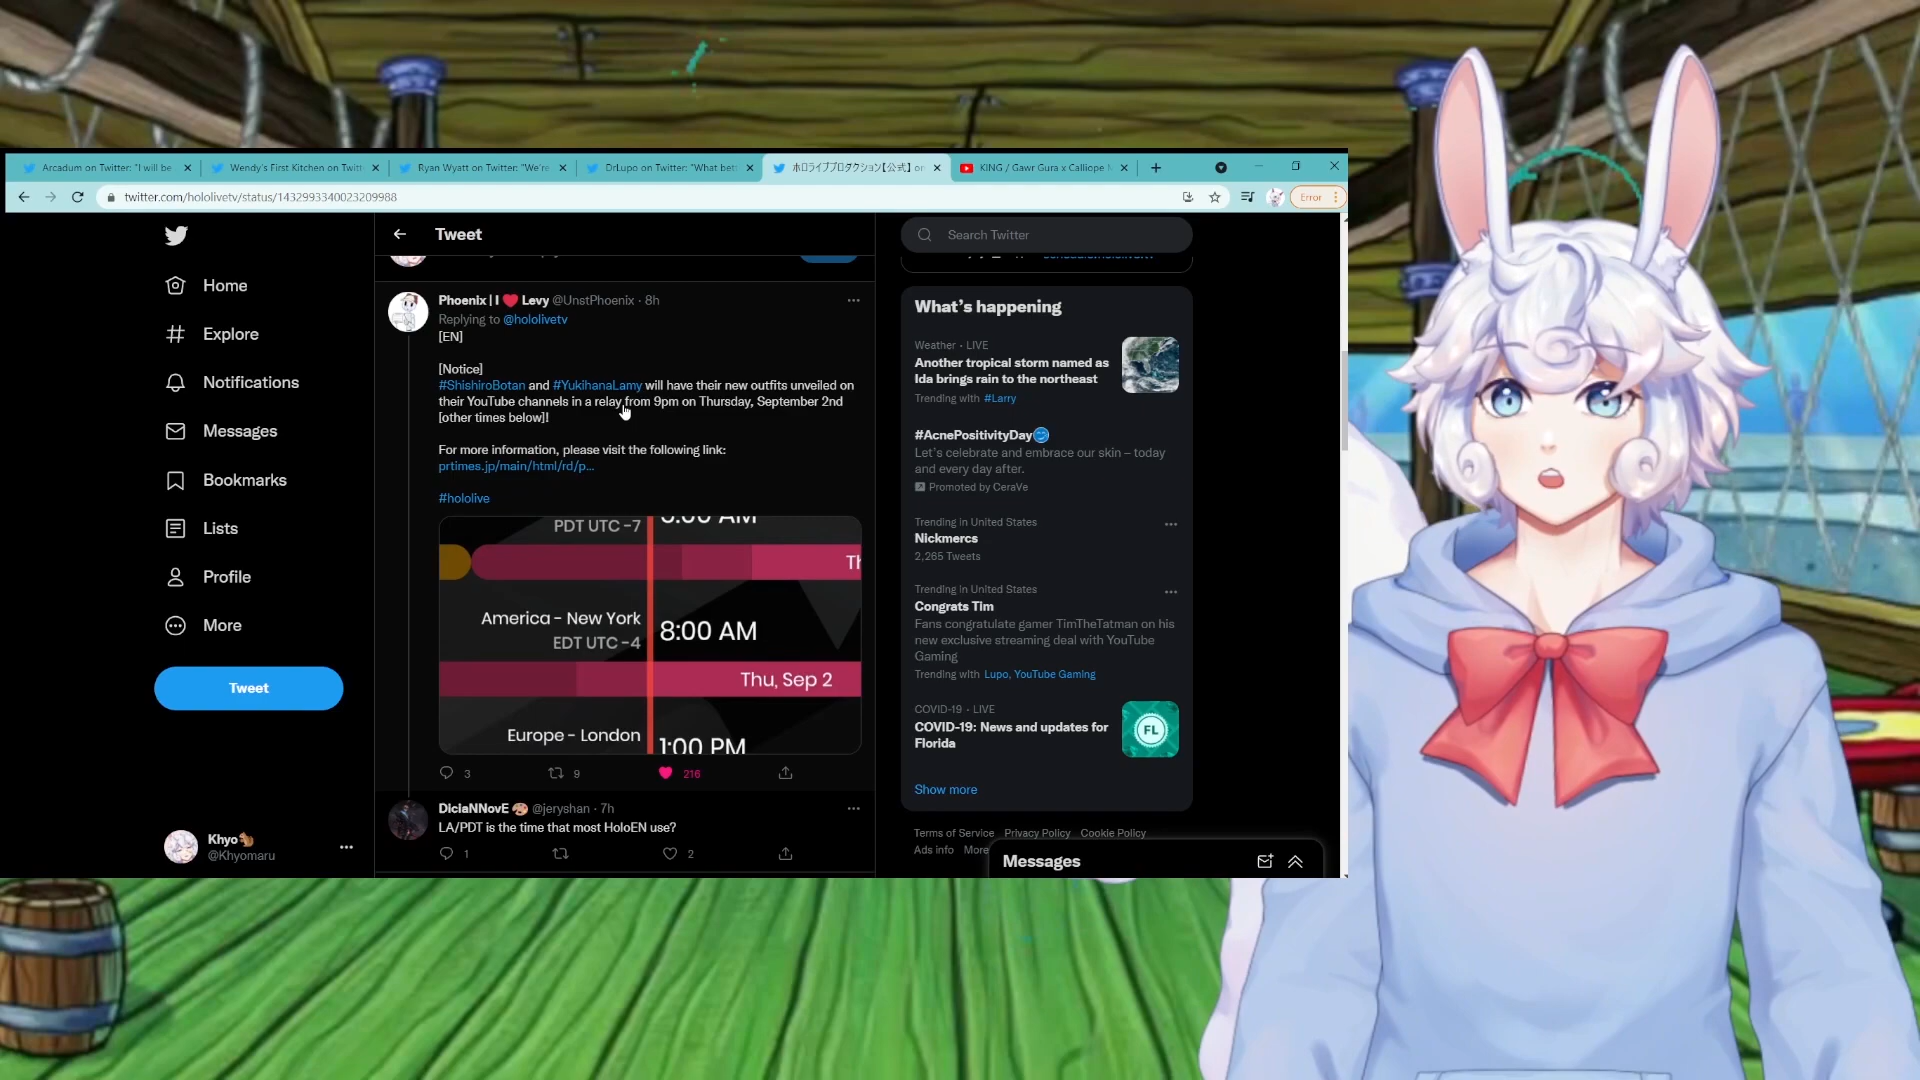 Arcadum on Twitter: "I will be
Wendy's First Kitchen on Twitt
Ryan Wyatt on Twitter: "We're
DrLupo on Twitter: "What bet
ホロライブプロダクション【公式】 on
KING / Gawr Gura x Calliope
twitter.com/hololivetv/status/1432993340023209988
Error
Tweet
Search Twitter
Home
Explore
Notifications
Messages
Bookmarks
Lists
Profile
More
Tweet
Khyo🐿️
@Khyomaru
Phoenix | I ❤️ Levy @UnstPhoenix · 8h
Replying to @hololivetv
[EN]
[Notice]
#ShishiroBotan and #YukihanaLamy will have their new outfits unveiled on
their YouTube channels in a relay from 9pm on Thursday, September 2nd
[other times below]!
For more information, please visit the following link:
prtimes.jp/main/html/rd/p...
#hololive
PDT UTC -7
Th
America - New York
8:00 AM
EDT UTC -4
Thu, Sep 2
Europe - London
1:00 PM
3
9
216
DiciaNNovE 🎨 @jeryshan · 7h
LA/PDT is the time that most HoloEN use?
1
2
What's happening
Weather · LIVE
Another tropical storm named as
Ida brings rain to the northeast
Trending with #Larry
#AcnePositivityDay
Let's celebrate and embrace our skin – today
and every day after.
Promoted by CeraVe
Trending in United States
Nickmercs
2,265 Tweets
Trending in United States
Congrats Tim
Fans congratulate gamer TimTheTatman on his
new exclusive streaming deal with YouTube
Gaming
Trending with Lupo, YouTube Gaming
COVID-19 · LIVE
COVID-19: News and updates for
Florida
FL
Show more
Terms of Service Privacy Policy Cookie Policy
Ads info More
Messages